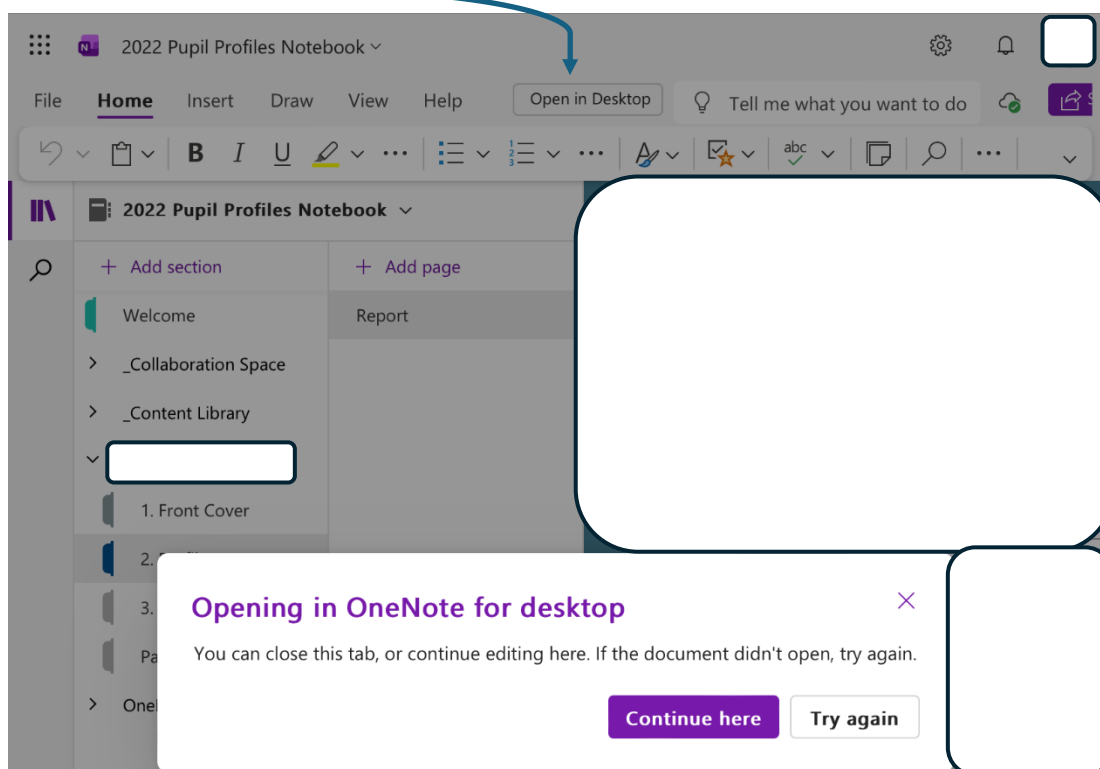 2022 Pupil Profiles Notebook
File Home Insert Draw View Help Open in Desktop Tell me what you want to do
B I U abc
2022 Pupil Profiles Notebook
+ Add section + Add page
Welcome Report
_Collaboration Space
_Content Library
1. Front Cover
2.
3.
Pa
One
Opening in OneNote for desktop
You can close this tab, or continue editing here. If the document didn't open, try again.
Continue here Try again